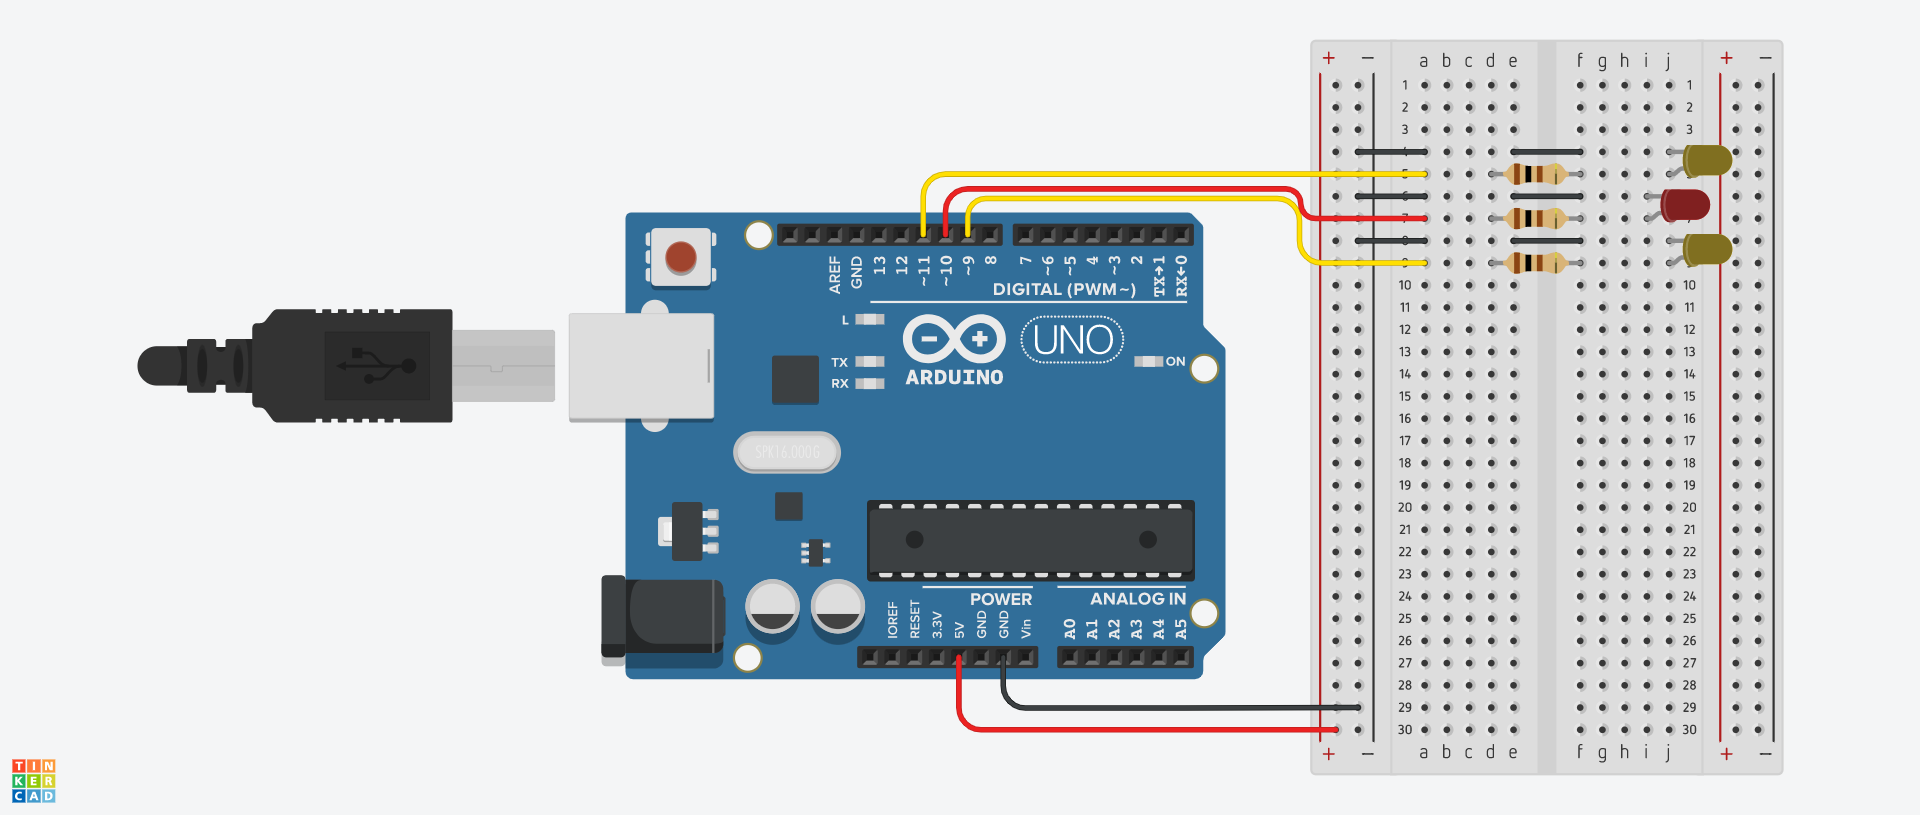 + − a b c d e f g h i j + −
1 1
2 2
3 3
4
5
6
7 7
8
9
10 10
11 11
12 12
13 13
14 14
15 15
16 16
17 17
18 18
19 19
20 20
21 21
22 22
23 23
24 24
25 25
26 26
27 27
28 28
29 29
30 30
+ − a b c d e f g h i j + −
AREF
GND
13
12
~11
~10
~9
8
7
~6
~5
4
~3
2
TX→1
RX←0
DIGITAL (PWM ~)
L
TX
RX
ARDUINO
UNO
ON
SPK16.000G
POWER
ANALOG IN
IOREF
RESET
3.3V
5V
GND
GND
Vin
A0
A1
A2
A3
A4
A5
TIN
KER
CAD